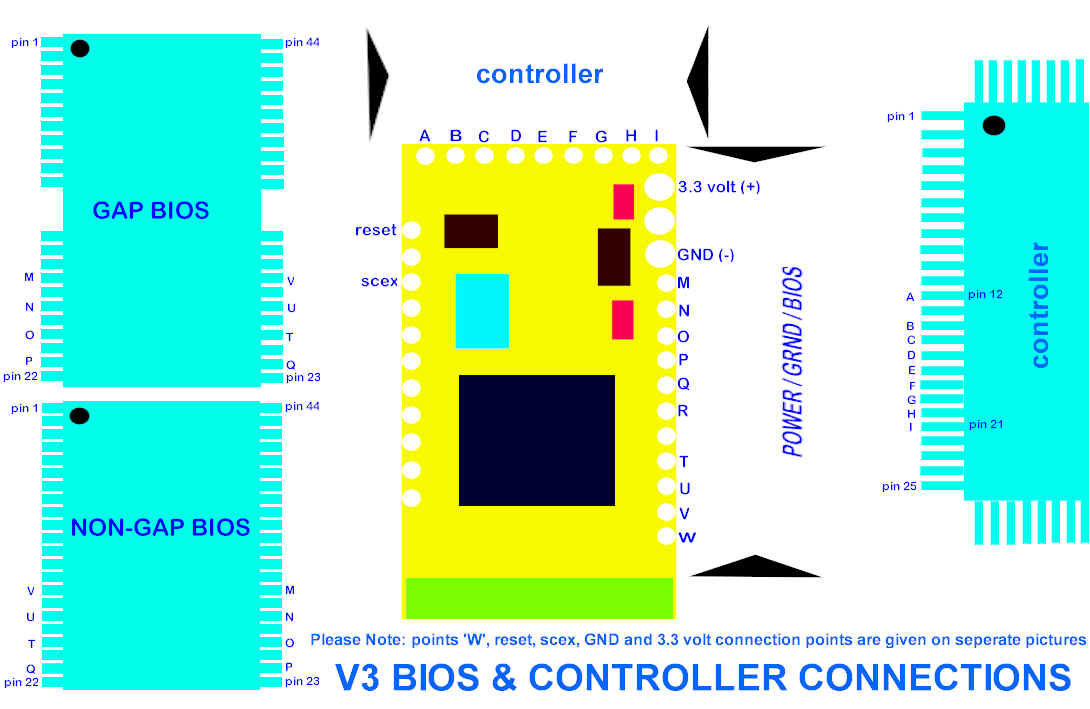 pin 1
pin 44
GAP BIOS
M
N
O
P
pin 22
V
U
T
Q
pin 23
pin 1
pin 44
NON-GAP BIOS
V
U
T
Q
pin 22
M
N
O
P
pin 23
controller
A B C D E F G H I
reset
scex
3.3 volt (+)
GND (-)
M
N
O
P
Q
R
T
U
V
W
POWER / GRND / BIOS
pin 1
A
pin 12
B
C
D
E
F
G
H
I
pin 21
pin 25
controller
Please Note: points 'W', reset, scex, GND and 3.3 volt connection points are given on seperate pictures
V3 BIOS & CONTROLLER CONNECTIONS